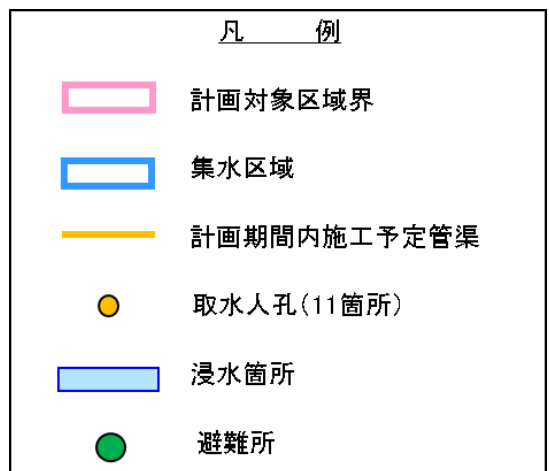 凡　例
計画対象区域界
集水区域
計画期間内施工予定管渠
取水人孔（11箇所）
浸水箇所
避難所